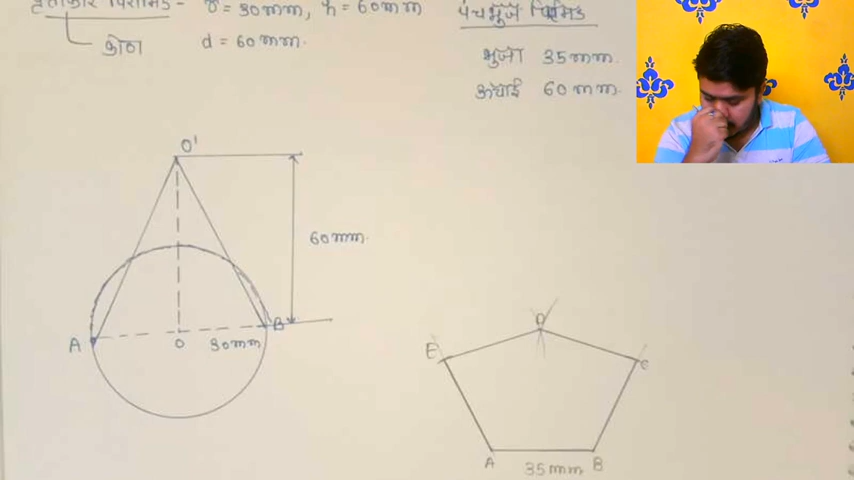 वृत्ताकार पिरामिड - r = 30mm, h = 60mm
कोण d = 60mm.
पंचभुज पिरामिड
भुजा 35mm.
ऊंचाई 60mm.
O'
60mm.
A O 30mm B
D
E C
A 35mm B